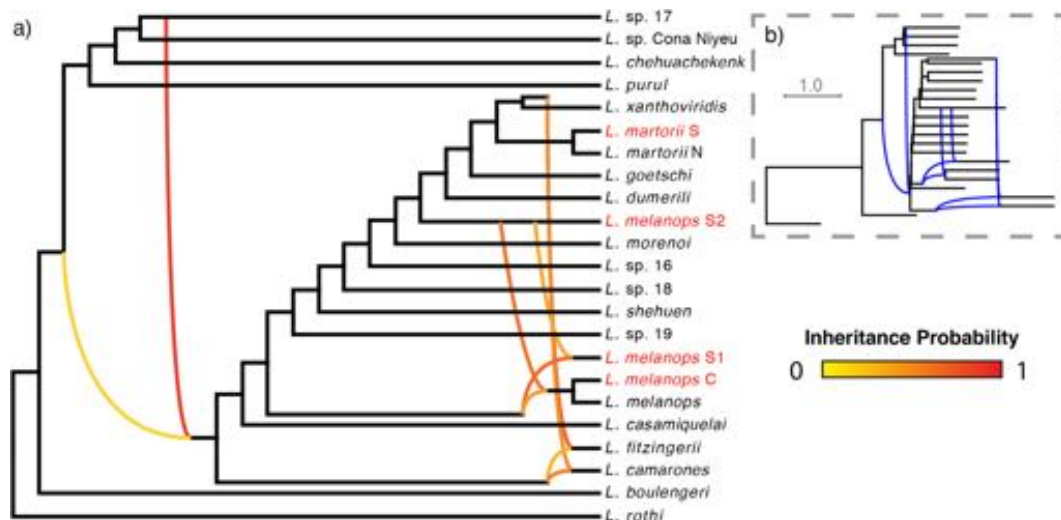 a)
L. sp. 17
L. sp. Cona Niyeu
L. chehuachekenk
L. purul
L. xanthoviridis
L. martorii S
L. martorii N
L. goetschi
L. dumerili
L. melanops S2
L. morenoi
L. sp. 16
L. sp. 18
L. shehuen
L. sp. 19
L. melanops S1
L. melanops C
L. melanops
L. casamiquelai
L. fitzingerii
L. camarones
L. boulengeri
L. rothi
b)
1.0
Inheritance Probability
0 1